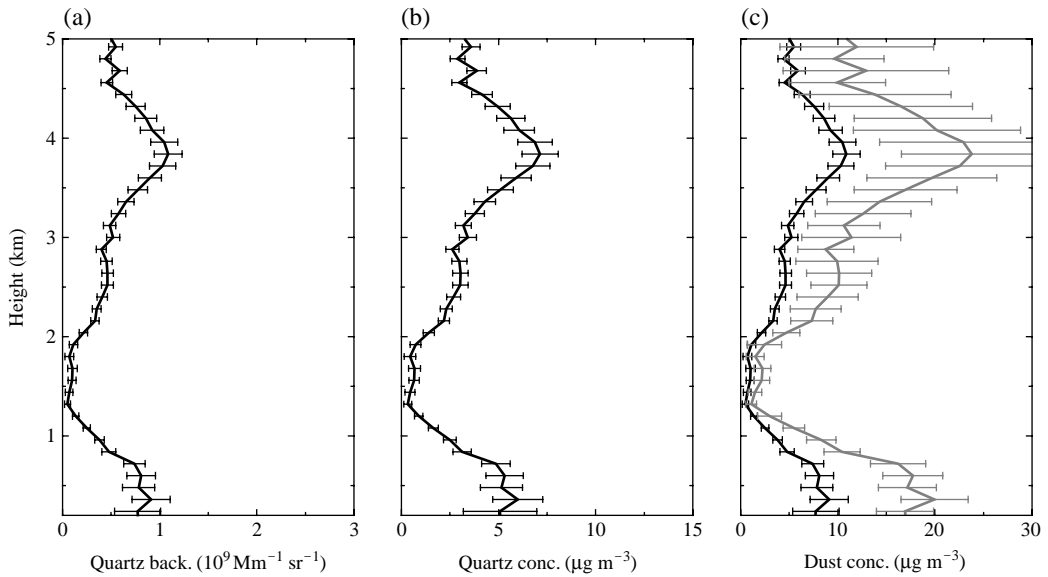 (a) (b) (c)
5
4
3
2
1
Height (km)
0 1 2 3
0 5 10 15
0 10 20 30
Quartz back. (10⁹ Mm⁻¹ sr⁻¹)
Quartz conc. (μg m⁻³)
Dust conc. (μg m⁻³)